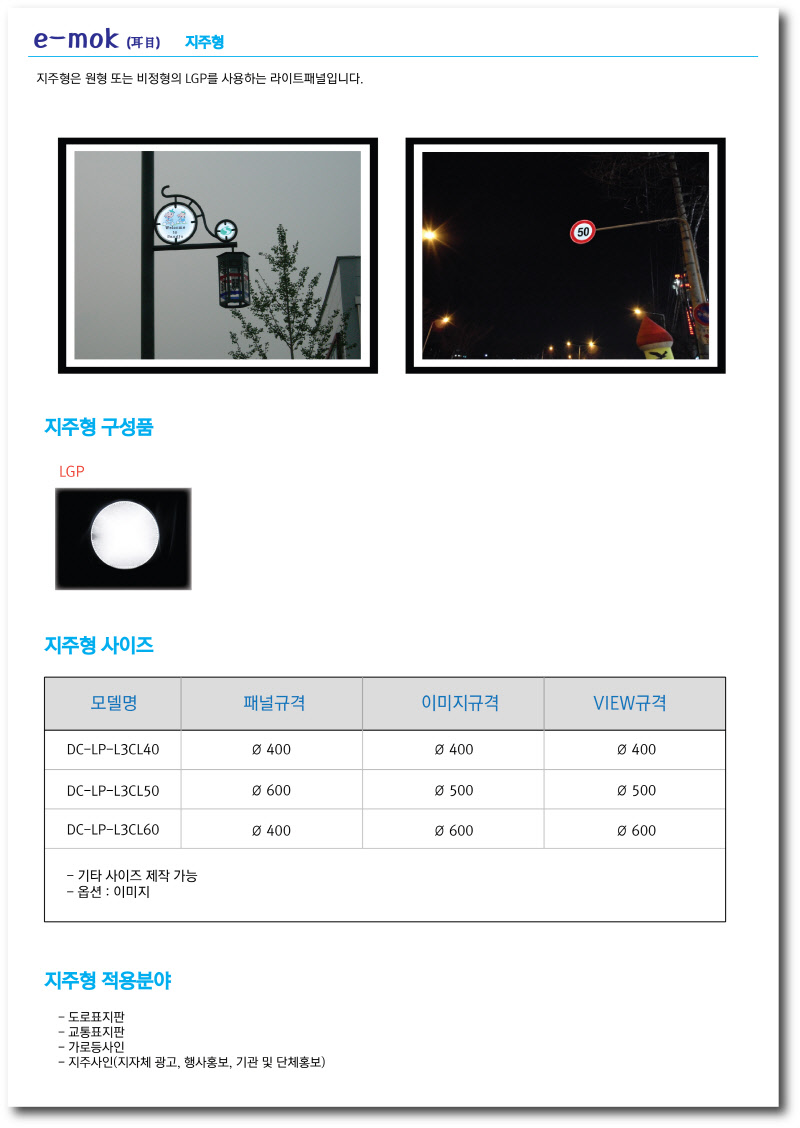 e-mok (耳目) 지주형
지주형은 원형 또는 비정형의 LGP를 사용하는 라이트패널입니다.
Welcome
to
50
지주형 구성품
LGP
지주형 사이즈
모델명 패널규격 이미지규격 VIEW규격
DC-LP-L3CL40 Ø 400 Ø 400 Ø 400
DC-LP-L3CL50 Ø 600 Ø 500 Ø 500
DC-LP-L3CL60 Ø 400 Ø 600 Ø 600
- 기타 사이즈 제작 가능
- 옵션 : 이미지
지주형 적용분야
- 도로표지판
- 교통표지판
- 가로등사인
- 지주사인(지자체 광고, 행사홍보, 기관 및 단체홍보)